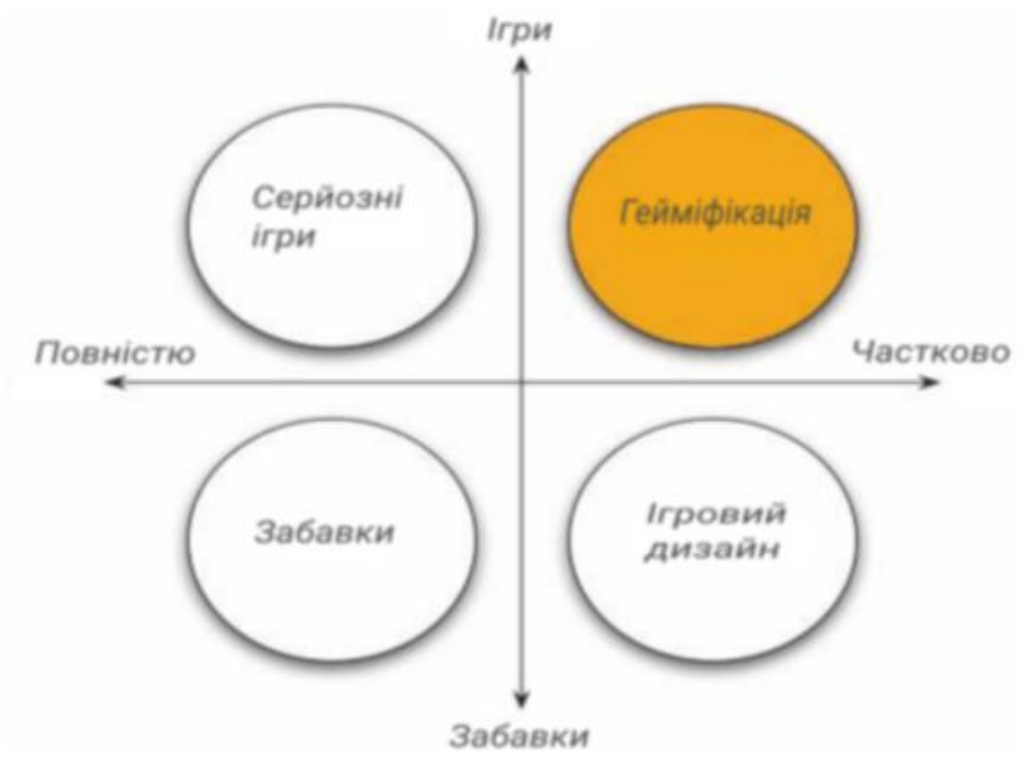 Ігри
Серйозні
ігри
Гейміфікація
Повністю
Частково
Забавки
Ігровий
дизайн
Забавки